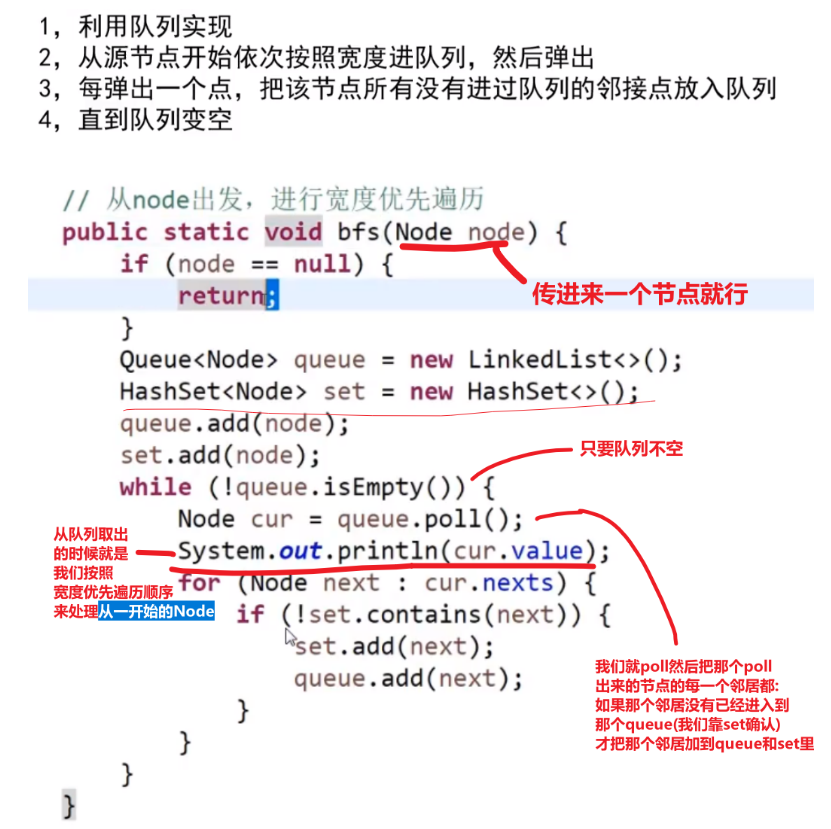 1，利用队列实现
2，从源节点开始依次按照宽度进队列，然后弹出
3，每弹出一个点，把该节点所有没有进过队列的邻接点放入队列
4，直到队列变空
// 从node出发，进行宽度优先遍历
public static void bfs(Node node) {
if (node == null) {
return;
传进来一个节点就行
}
Queue<Node> queue = new LinkedList<>();
HashSet<Node> set = new HashSet<>();
queue.add(node);
set.add(node);
只要队列不空
while (!queue.isEmpty()) {
Node cur = queue.poll();
System.out.println(cur.value);
for (Node next : cur.nexts) {
if (!set.contains(next)) {
set.add(next);
queue.add(next);
}
}
}
}
从队列取出
的时候就是
我们按照
宽度优先遍历顺序
来处理从一开始的Node
我们就poll然后把那个poll
出来的节点的每一个邻居都:
如果那个邻居没有已经进入到
那个queue(我们靠set确认)
才把那个邻居加到queue和set里